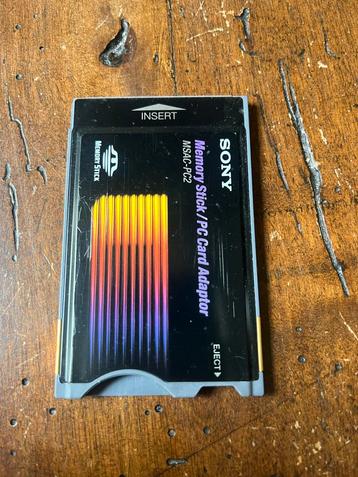 INSERT
SONY
Memory Stick/PC Card Adaptor
MSAC-PC2
MEMORY STICK
EJECT